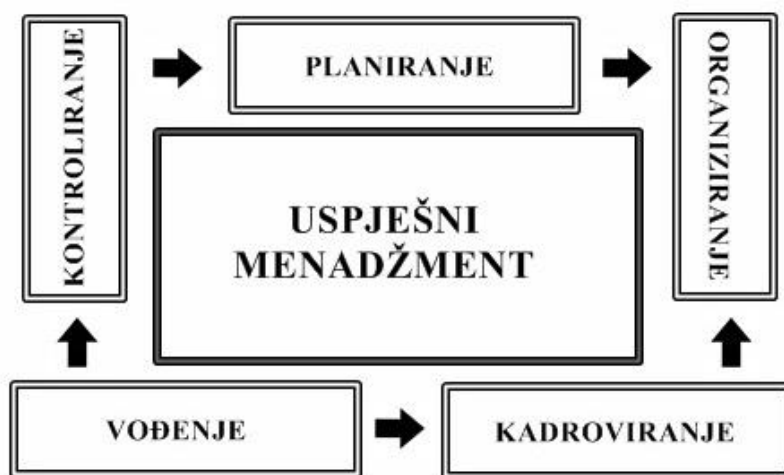 KONTROLIRANJE
PLANIRANJE
ORGANIZIRANJE
USPJEŠNI
MENADŽMENT
VOĐENJE
KADROVIRANJE